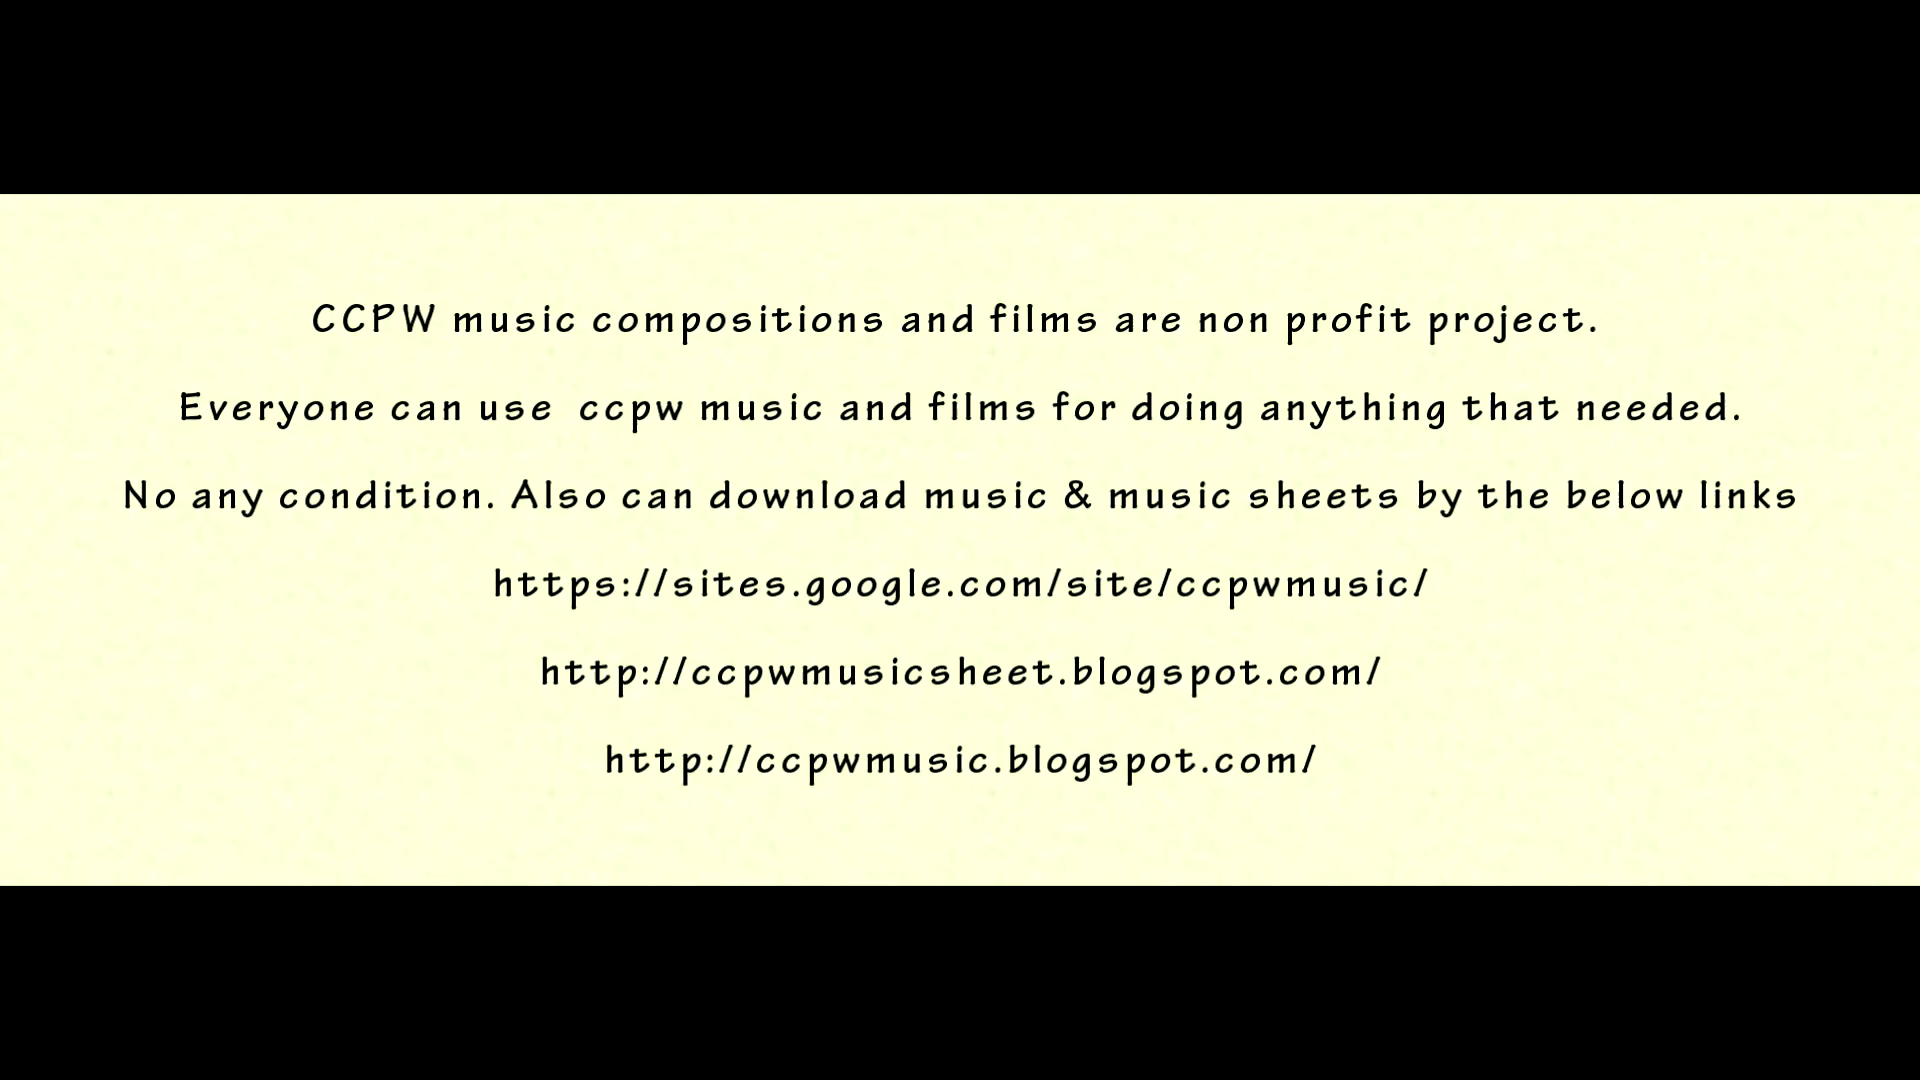 CCPW music compositions and films are non profit project.
Everyone can use  ccpw music and films for doing anything that needed.
No any condition. Also can download music & music sheets by the below links
https://sites.google.com/site/ccpwmusic/
http://ccpwmusicsheet.blogspot.com/
http://ccpwmusic.blogspot.com/